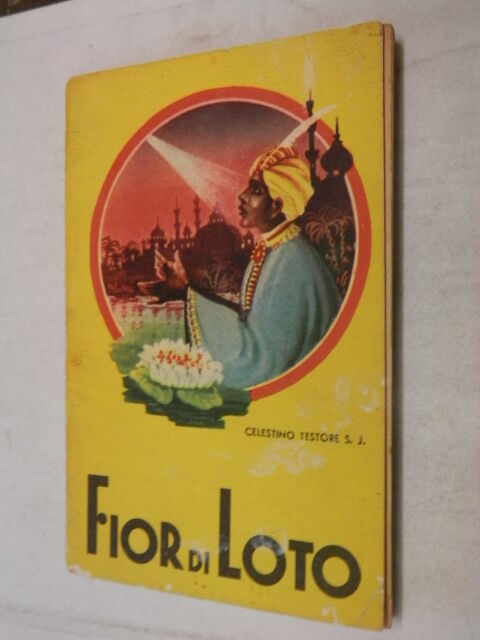 CELESTINO TESTORE S. J.
FIOR DI LOTO